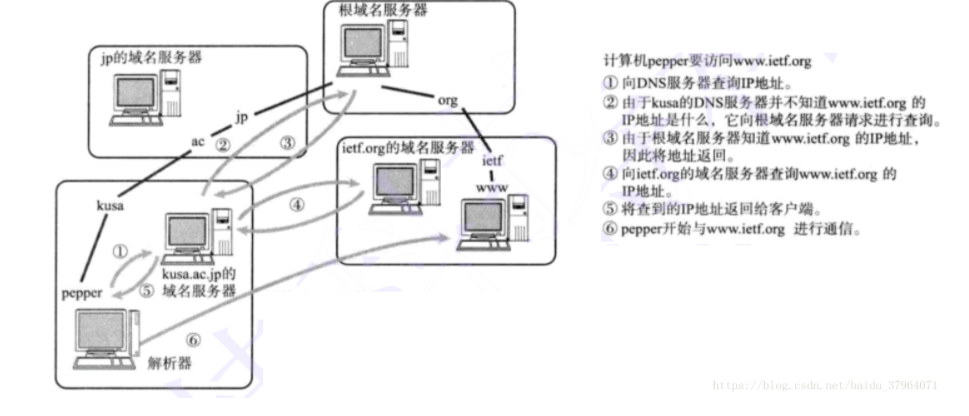 根域名服务器
jp的域名服务器
org
jp
②
③
ac
ietf.org的域名服务器
ietf
www
kusa
④
①
kusa.ac.jp的
域名服务器
pepper
⑤
⑥
解析器
计算机pepper要访问www.ietf.org
① 向DNS服务器查询IP地址。
② 由于kusa的DNS服务器并不知道www.ietf.org 的
IP地址是什么，它向根域名服务器请求进行查询。
③ 由于根域名服务器知道www.ietf.org 的IP地址，
因此将地址返回。
④ 向ietf.org的域名服务器查询www.ietf.org 的
IP地址。
⑤ 将查到的IP地址返回给客户端。
⑥ pepper开始与www.ietf.org 进行通信。
https://blog.csdn.net/baidu_37964071